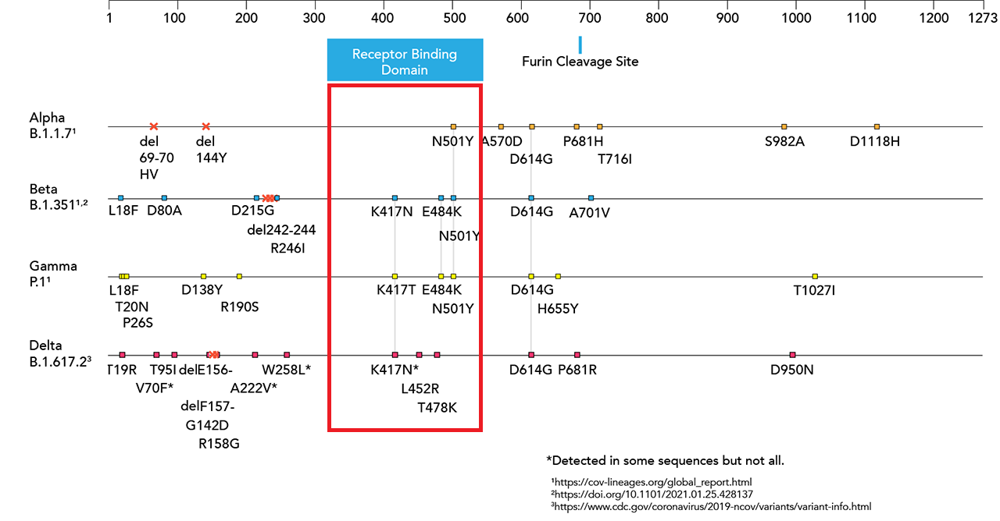 1 100 200 300 400 500 600 700 800 900 1000 1100 1200 1273
Receptor Binding
Domain
Furin Cleavage Site
Alpha
B.1.1.7¹
del
69-70
HV
del
144Y
N501Y
A570D
D614G
P681H
T716I
S982A
D1118H
Beta
B.1.351¹,²
L18F
D80A
D215G
del242-244
R246I
K417N
E484K
N501Y
D614G
A701V
Gamma
P.1¹
L18F
T20N
P26S
D138Y
R190S
K417T
E484K
N501Y
D614G
H655Y
T1027I
Delta
B.1.617.2³
T19R
V70F*
T95I
delE156-
delF157-
G142D
R158G
A222V*
W258L*
K417N*
L452R
T478K
D614G
P681R
D950N
*Detected in some sequences but not all.
¹https://cov-lineages.org/global_report.html
²https://doi.org/10.1101/2021.01.25.428137
³https://www.cdc.gov/coronavirus/2019-ncov/variants/variant-info.html